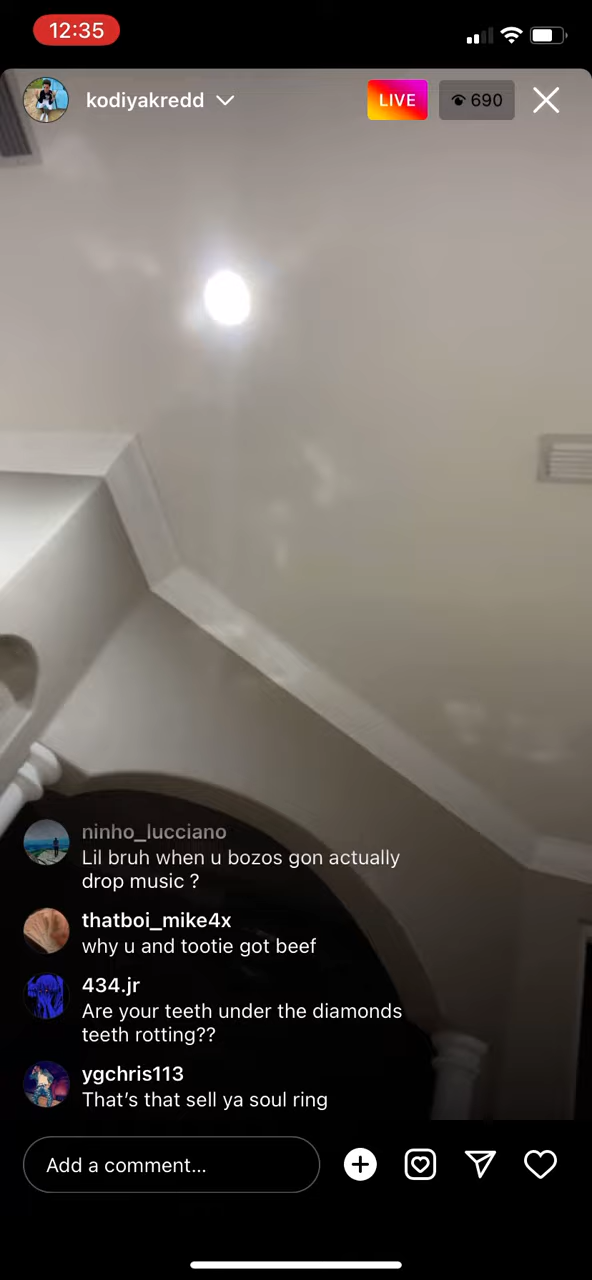 12:35
kodiyakredd
LIVE
690
ninho_lucciano
Lil bruh when u bozos gon actually
drop music ?
thatboi_mike4x
why u and tootie got beef
434.jr
Are your teeth under the diamonds
teeth rotting??
ygchris113
That’s that sell ya soul ring
Add a comment...